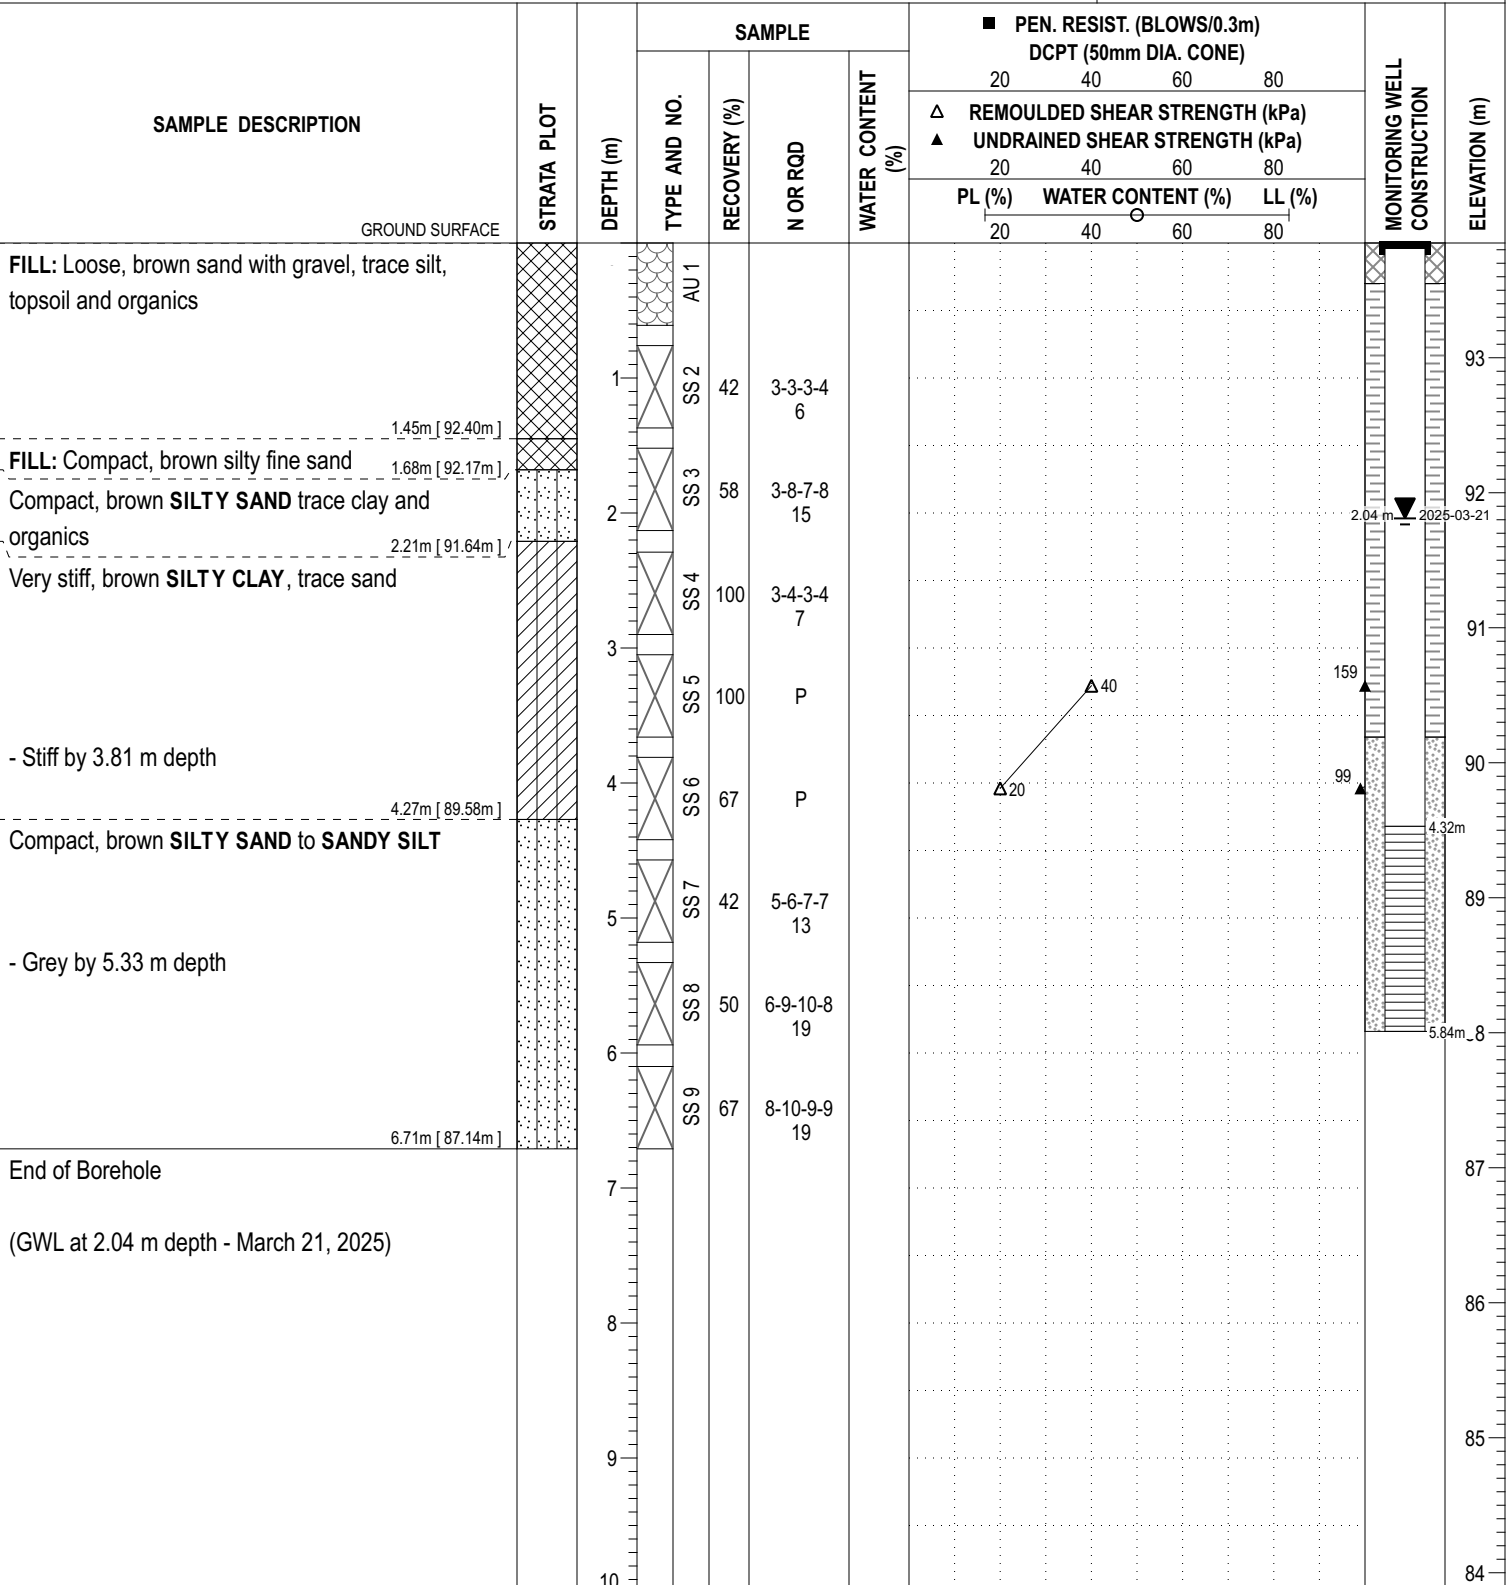 SAMPLE DESCRIPTION
GROUND SURFACE
STRATA PLOT
DEPTH (m)
SAMPLE
TYPE AND NO.
RECOVERY (%)
N OR RQD
WATER CONTENT (%)
■ PEN. RESIST. (BLOWS/0.3m)
DCPT (50mm DIA. CONE)
20 40 60 80
△ REMOULDED SHEAR STRENGTH (kPa)
▲ UNDRAINED SHEAR STRENGTH (kPa)
20 40 60 80
PL (%) WATER CONTENT (%) LL (%)
20 40 60 80
MONITORING WELL
CONSTRUCTION
ELEVATION (m)
FILL: Loose, brown sand with gravel, trace silt,
topsoil and organics
1.45m [ 92.40m ]
FILL: Compact, brown silty fine sand
1.68m [ 92.17m ]
Compact, brown SILTY SAND trace clay and
organics
2.21m [ 91.64m ]
Very stiff, brown SILTY CLAY, trace sand
- Stiff by 3.81 m depth
4.27m [ 89.58m ]
Compact, brown SILTY SAND to SANDY SILT
- Grey by 5.33 m depth
6.71m [ 87.14m ]
End of Borehole
(GWL at 2.04 m depth - March 21, 2025)
1
2
3
4
5
6
7
8
9
10
AU 1
SS 2 42 3-3-3-4
6
SS 3 58 3-8-7-8
15
SS 4 100 3-4-3-4
7
SS 5 100 P
SS 6 67 P
SS 7 42 5-6-7-7
13
SS 8 50 6-9-10-8
19
SS 9 67 8-10-9-9
19
40
159
20
99
2.04 m 2025-03-21
4.32m
5.84m
93
92
91
90
89
8
87
86
85
84